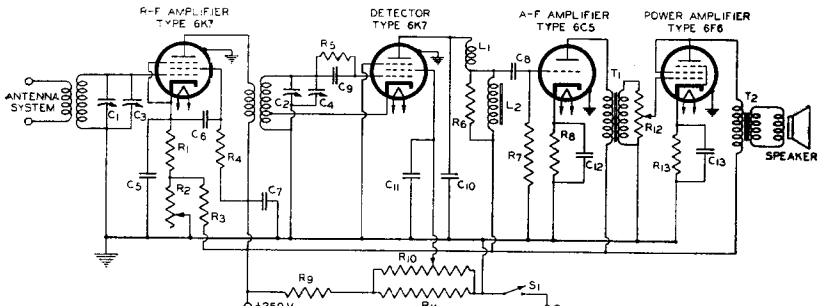 R-F AMPLIFIER
TYPE 6K7
DETECTOR
TYPE 6K7
A-F AMPLIFIER
TYPE 6C5
POWER AMPLIFIER
TYPE 6F6
ANTENNA
SYSTEM
C1
C3
C6
R1
R4
C5
R2
R3
C7
R5
C9
C2
C4
L1
C8
R6
L2
C11
C10
R7
R8
C12
T1
R12
R13
C13
T2
SPEAKER
R10
R9
S1
+250 V